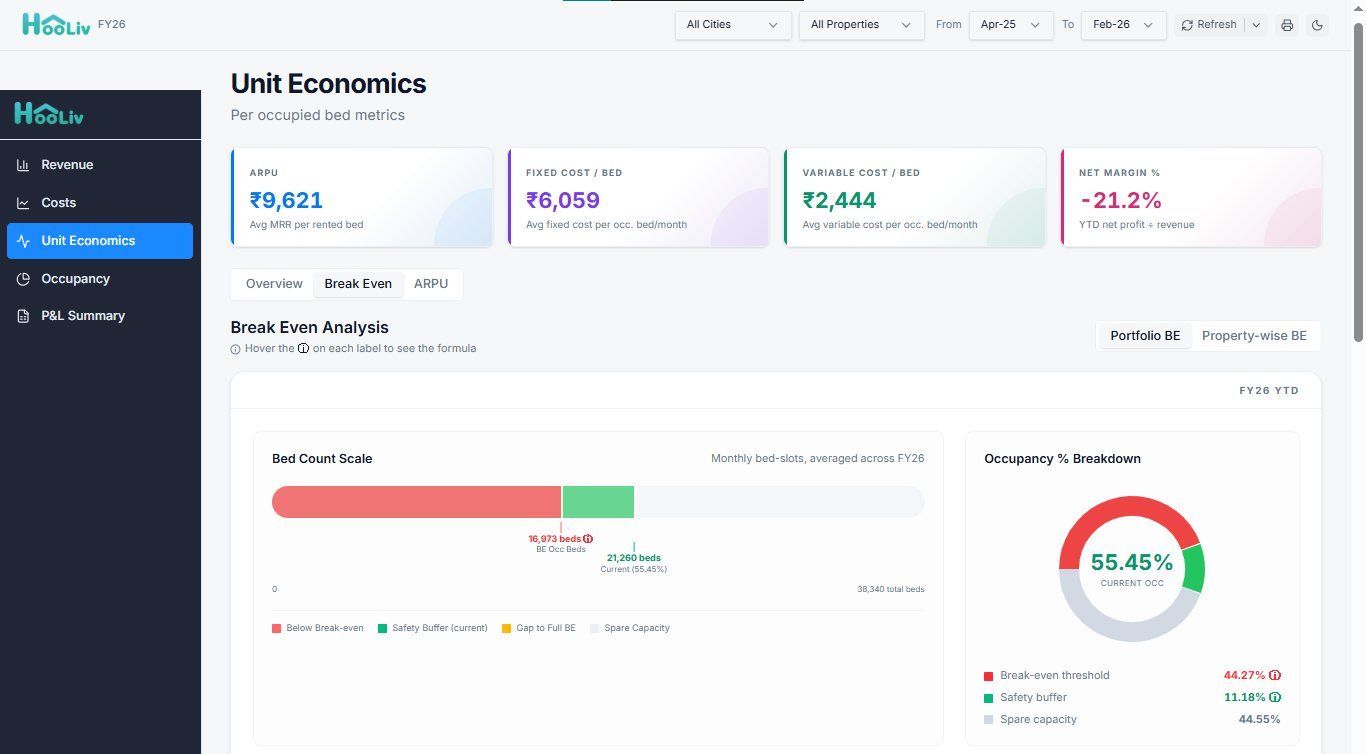 HooLiv FY26 All Cities All Properties From Apr-25 To Feb-26 Refresh
HooLiv
Revenue
Costs
Unit Economics
Occupancy
P&L Summary
Unit Economics
Per occupied bed metrics
ARPU
₹9,621
Avg MRR per rented bed
FIXED COST / BED
₹6,059
Avg fixed cost per occ. bed/month
VARIABLE COST / BED
₹2,444
Avg variable cost per occ. bed/month
NET MARGIN %
-21.2%
YTD net profit ÷ revenue
Overview Break Even ARPU
Break Even Analysis
Hover the ⓘ on each label to see the formula
Portfolio BE Property-wise BE
FY26 YTD
Bed Count Scale
Monthly bed-slots, averaged across FY26
16,973 beds ⓘ
BE Occ Beds
21,260 beds
Current (55.45%)
0
38,340 total beds
Below Break-even Safety Buffer (current) Gap to Full BE Spare Capacity
Occupancy % Breakdown
55.45%
CURRENT OCC
Break-even threshold 44.27% ⓘ
Safety buffer 11.18% ⓘ
Spare capacity 44.55%